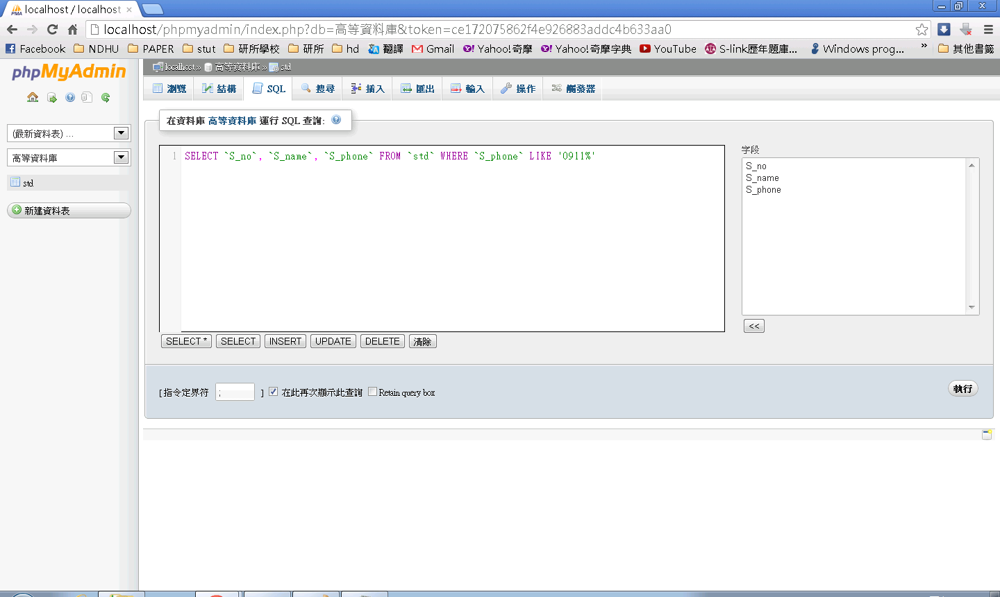 localhost / localhost
localhost/phpmyadmin/index.php?db=高等資料庫&token=ce172075862f4e926883addc4b633aa0
Facebook NDHU PAPER stut 研所學校 研所 hd 翻譯 Gmail Yahoo!奇摩 Yahoo!奇摩字典 YouTube S-link歷年題庫... Windows prog... » 其他書籤
phpMyAdmin
localhost » 高等資料庫 » std
瀏覽 結構 SQL 搜尋 插入 匯出 輸入 操作 觸發器
(最新資料表) ...
高等資料庫
std
新建資料表
在資料庫 高等資料庫 運行 SQL 查詢:
1 SELECT `S_no`, `S_name`, `S_phone` FROM `std` WHERE `S_phone` LIKE '0911%'
字段
S_no
S_name
S_phone
<<
SELECT * SELECT INSERT UPDATE DELETE 清除
[ 指令定界符 ; ] 在此再次顯示此查詢 Retain query box
執行